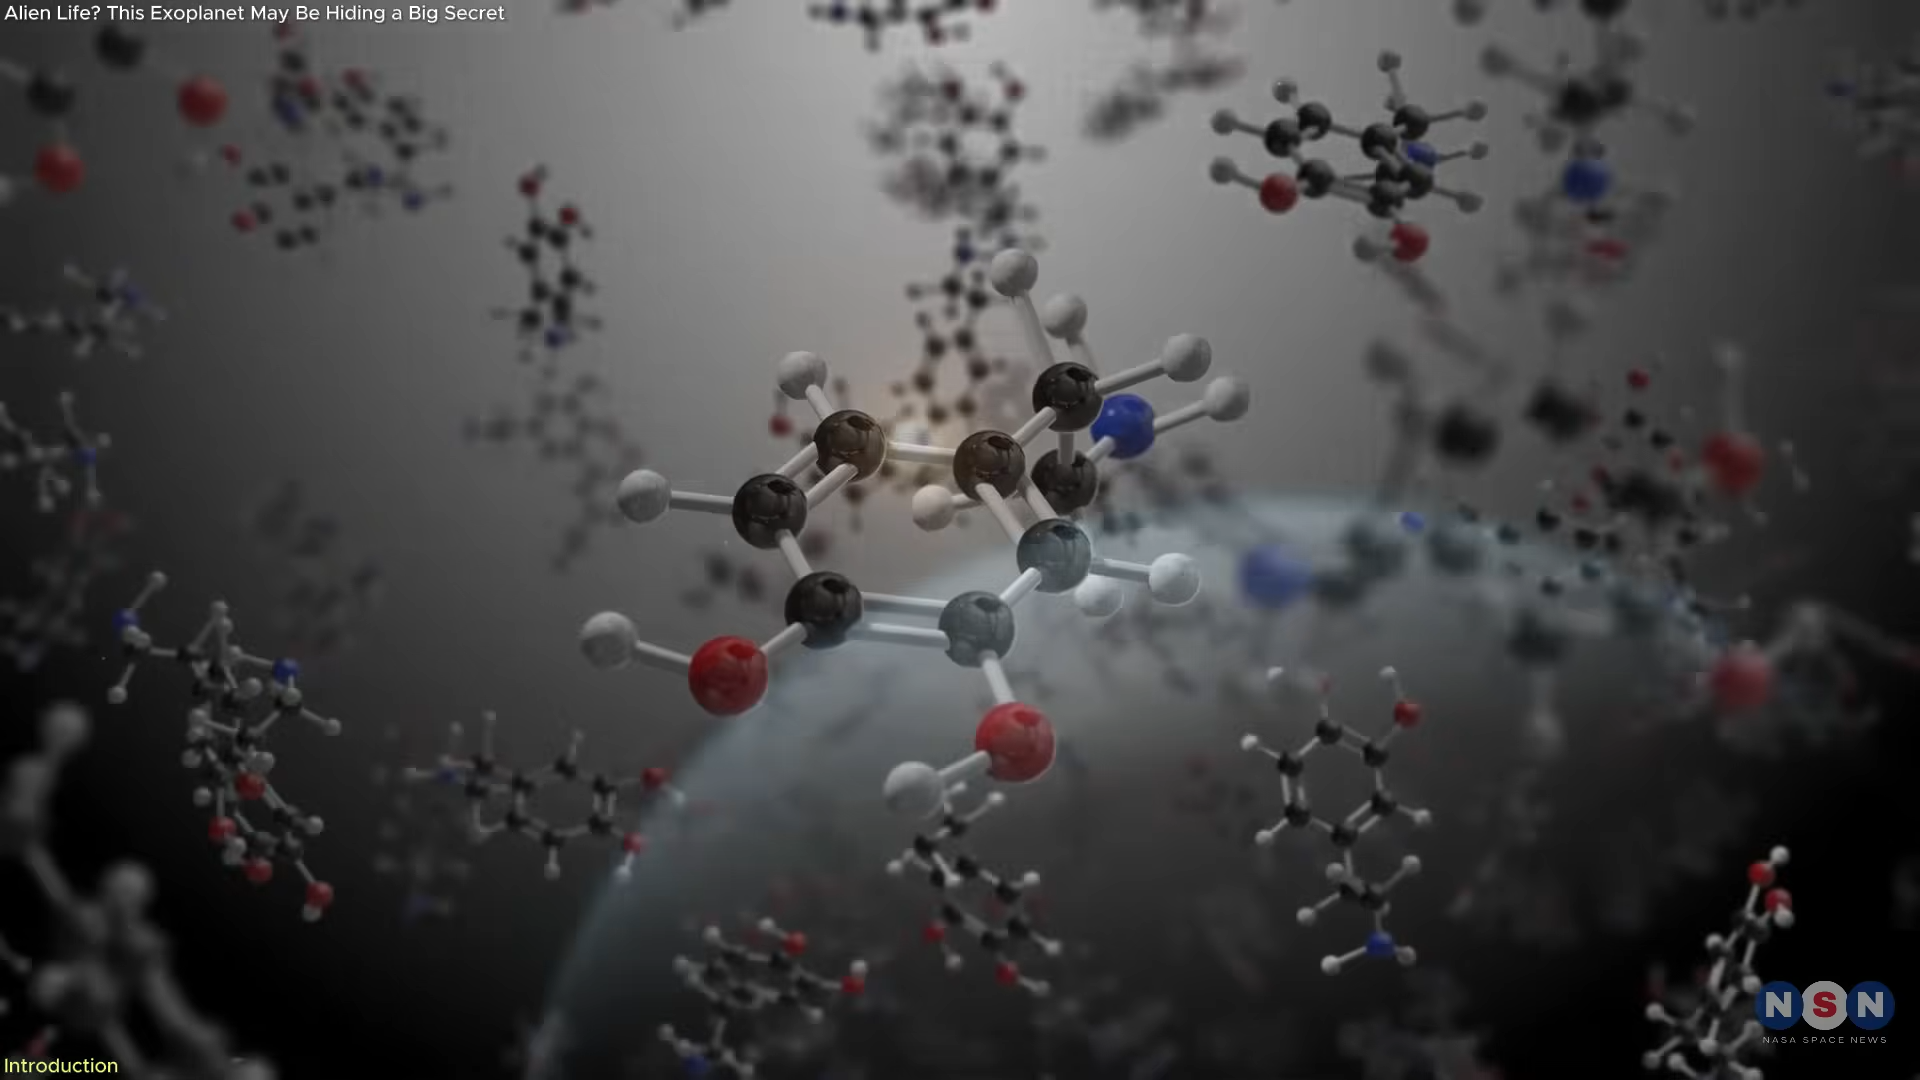 Alien Life? This Exoplanet May Be Hiding a Big Secret
NSN
NASA SPACE NEWS
Introduction